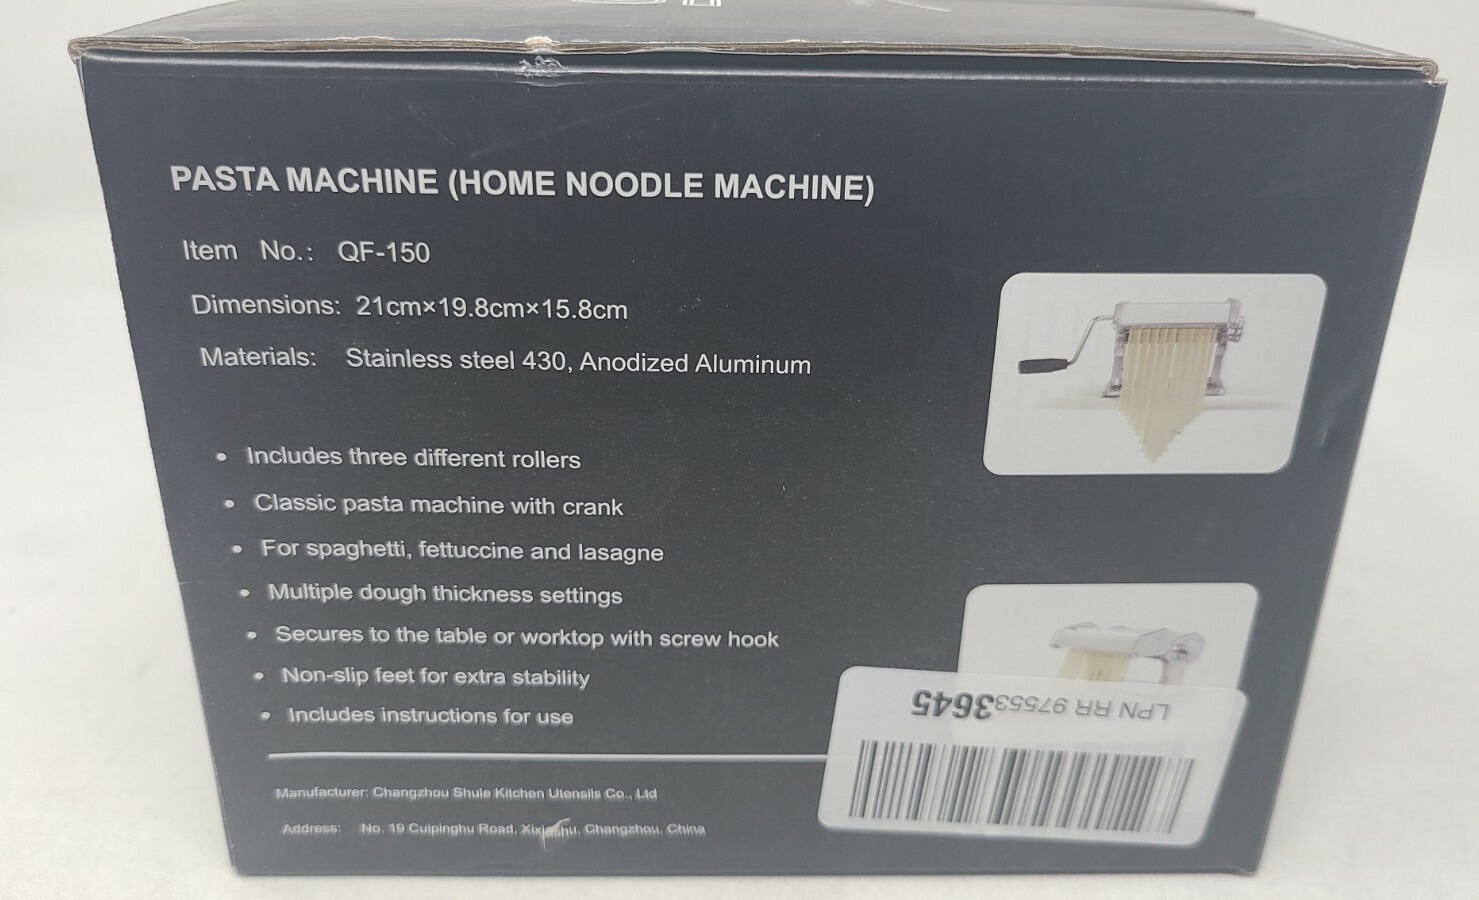 PASTA MACHINE (HOME NOODLE MACHINE)
Item No.: QF-150
Dimensions: 21cm×19.8cm×15.8cm
Materials: Stainless steel 430, Anodized Aluminum
• Includes three different rollers
• Classic pasta machine with crank
• For spaghetti, fettuccine and lasagne
• Multiple dough thickness settings
• Secures to the table or worktop with screw hook
• Non-slip feet for extra stability
• Includes instructions for use
LPN RR 975533645
Manufacturer: Changzhou Shule Kitchen Utensils Co., Ltd
Address: No. 19 Cuipinghu Road, Changzhou, China